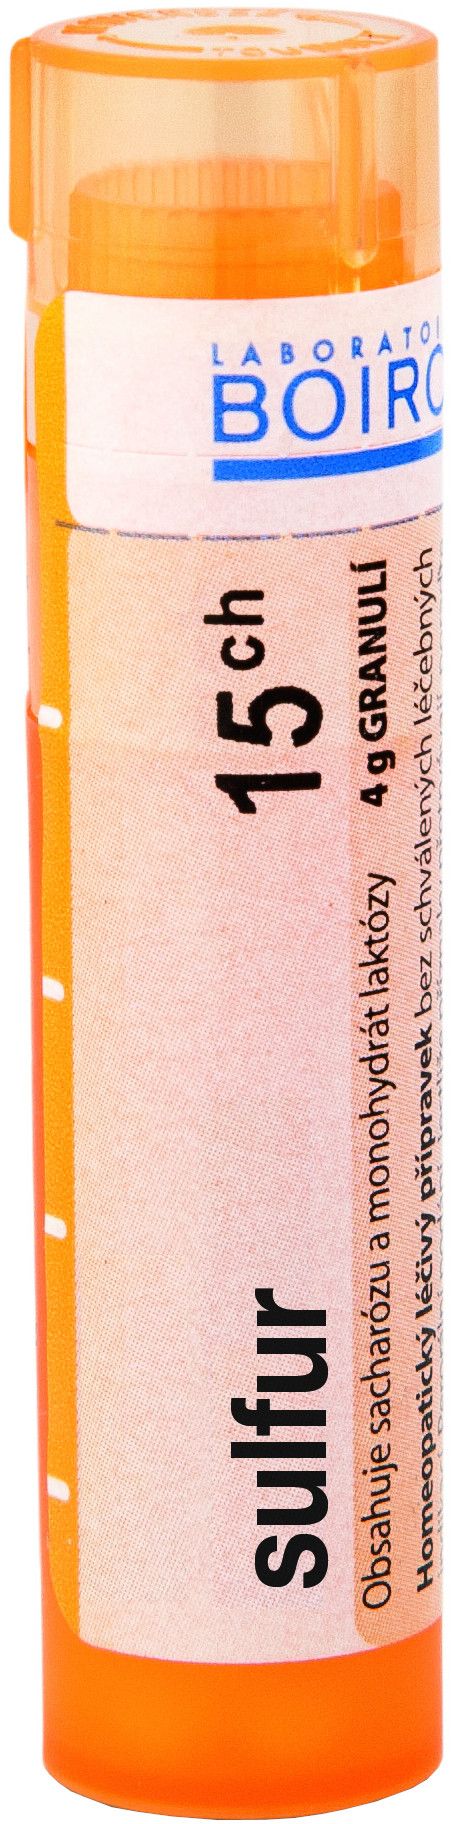 LABORATOI
BOIRO
sulfur 15 ch
Obsahuje sacharózu a monohydrát laktózy 4 g GRANULÍ
Homeopatický léčivý přípravek bez schválených léčebných